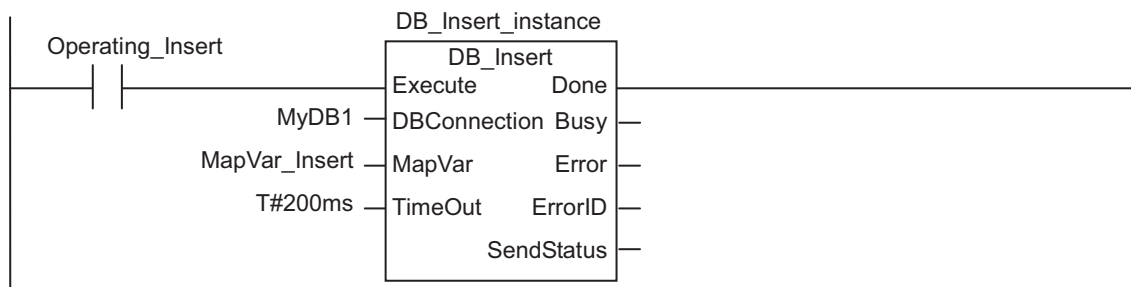 DB_Insert_instance
Operating_Insert
DB_Insert
Execute Done
MyDB1 DBConnection Busy
MapVar_Insert MapVar Error
T#200ms TimeOut ErrorID
SendStatus